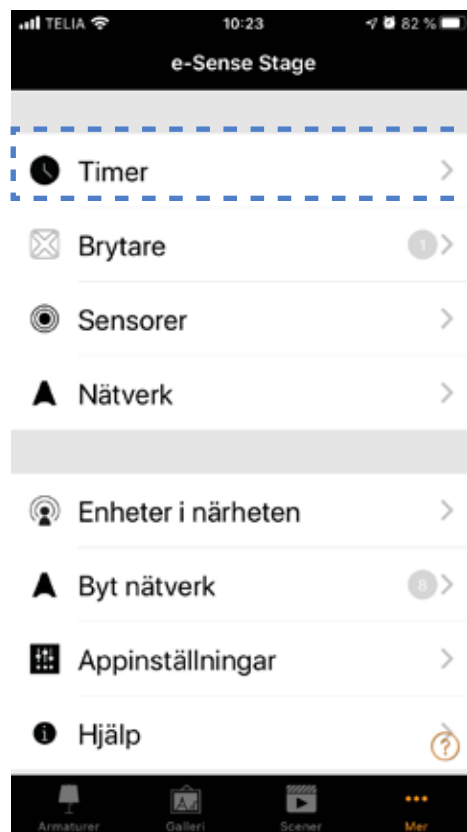 TELIA 10:23 82 %
e-Sense Stage
Timer
Brytare 1
Sensorer
Nätverk
Enheter i närheten
Byt nätverk 8
Appinställningar
Hjälp
?
Armaturer Galleri Scener Mer